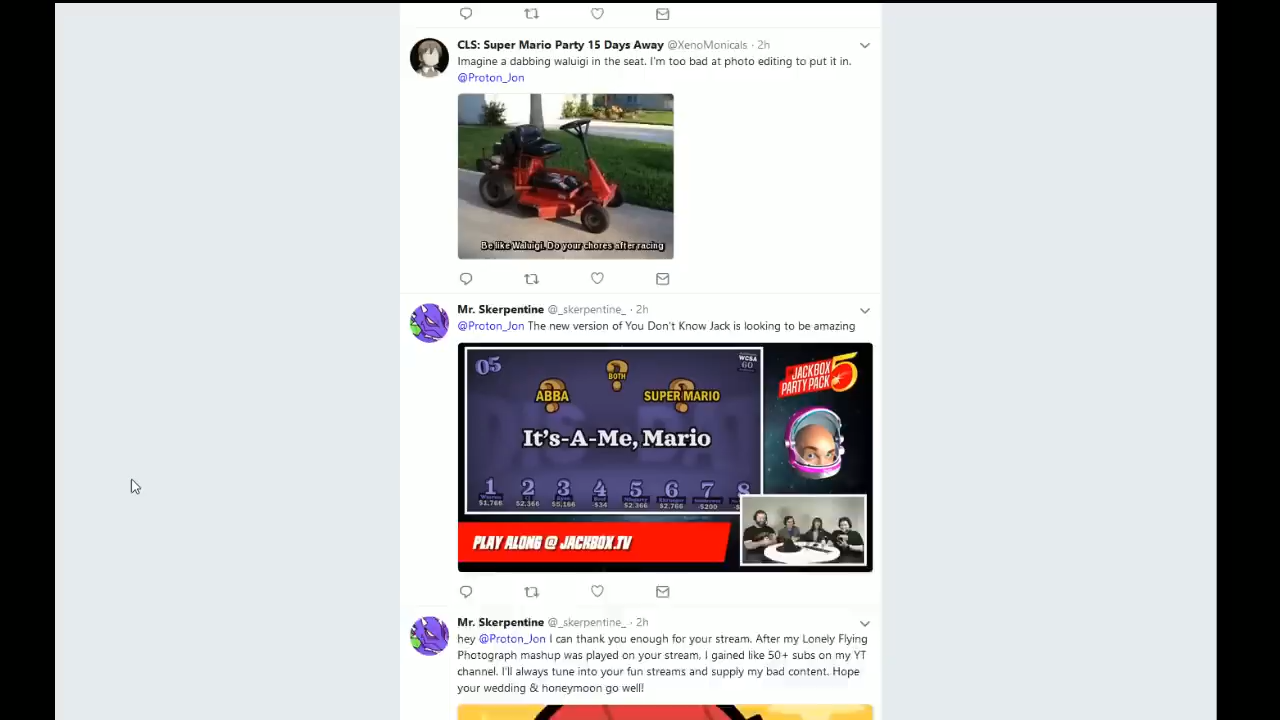 CLS: Super Mario Party 15 Days Away @XenoMonicals · 2h
Imagine a dabbing waluigi in the seat. I'm too bad at photo editing to put it in.
@Proton_Jon
Be like Waluigi. Do your chores after racing
Mr. Skerpentine @_skerpentine_ · 2h
@Proton_Jon The new version of You Don't Know Jack is looking to be amazing
05
BOTH
WCSA
60
ABBA
SUPER MARIO
It's-A-Me, Mario
1 2 3 4 5 6 7 8
$1,766 $2,366 $5,166 -$34 $2,366 $2,766 -$200
JACKBOX
PARTY PACK 5
PLAY ALONG @ JACKBOX.TV
Mr. Skerpentine @_skerpentine_ · 2h
hey @Proton_Jon I can thank you enough for your stream. After my Lonely Flying
Photograph mashup was played on your stream, I gained like 50+ subs on my YT
channel. I'll always tune into your fun streams and supply my bad content. Hope
your wedding & honeymoon go well!